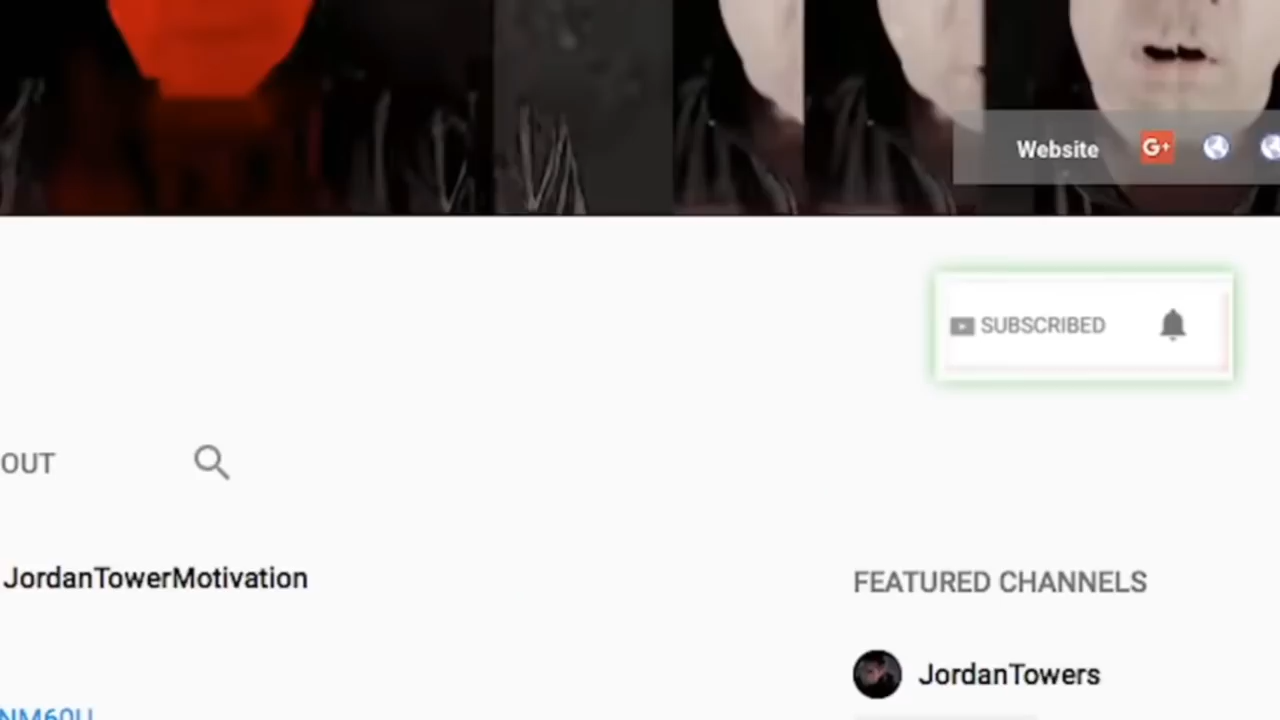 Website G+
SUBSCRIBED
OUT
JordanTowerMotivation
FEATURED CHANNELS
JordanTowers